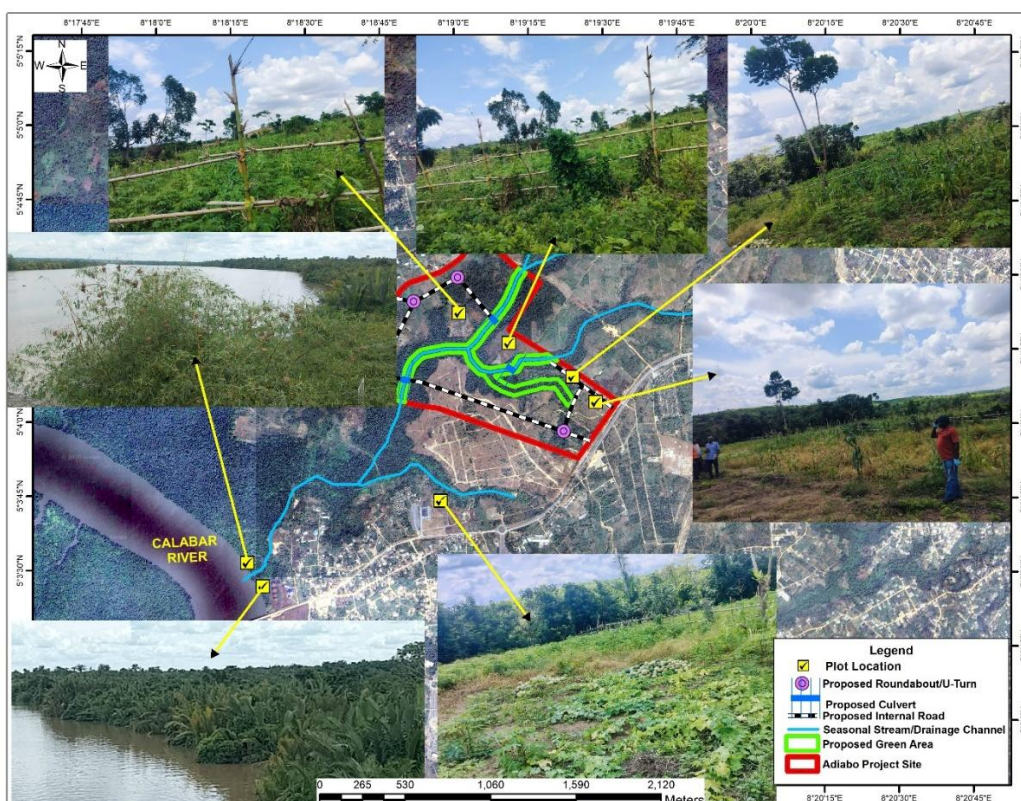 8°17'45"E 8°18'0"E 8°18'15"E 8°18'30"E 8°18'45"E 8°19'0"E 8°19'15"E 8°19'30"E 8°19'45"E 8°20'0"E 8°20'15"E 8°20'30"E 8°20'45"E
N
W E
S
5°5'15"N
5°5'0"N
5°4'45"N
5°4'0"N
5°3'45"N
5°3'30"N
CALABAR
RIVER
Legend
Plot Location
Proposed Roundabout/U-Turn
Proposed Culvert
Proposed Internal Road
Seasonal Stream/Drainage Channel
Proposed Green Area
Adiabo Project Site
0 265 530 1,060 1,590 2,120
Meters
8°20'15"E 8°20'30"E 8°20'45"E